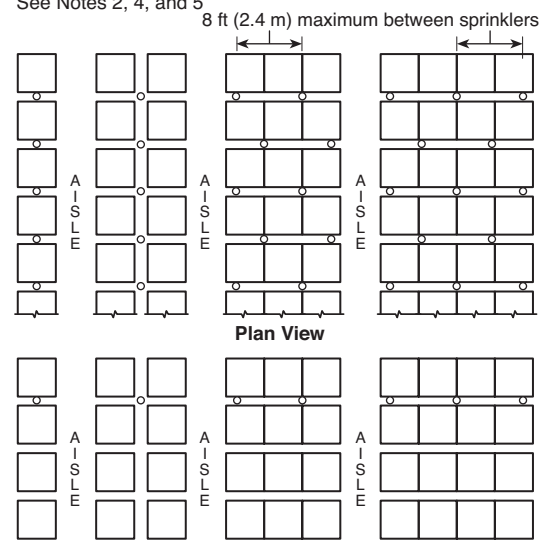 See Notes 2, 4, and 5
8 ft (2.4 m) maximum between sprinklers
AISLE
AISLE
AISLE
Plan View
AISLE
AISLE
AISLE